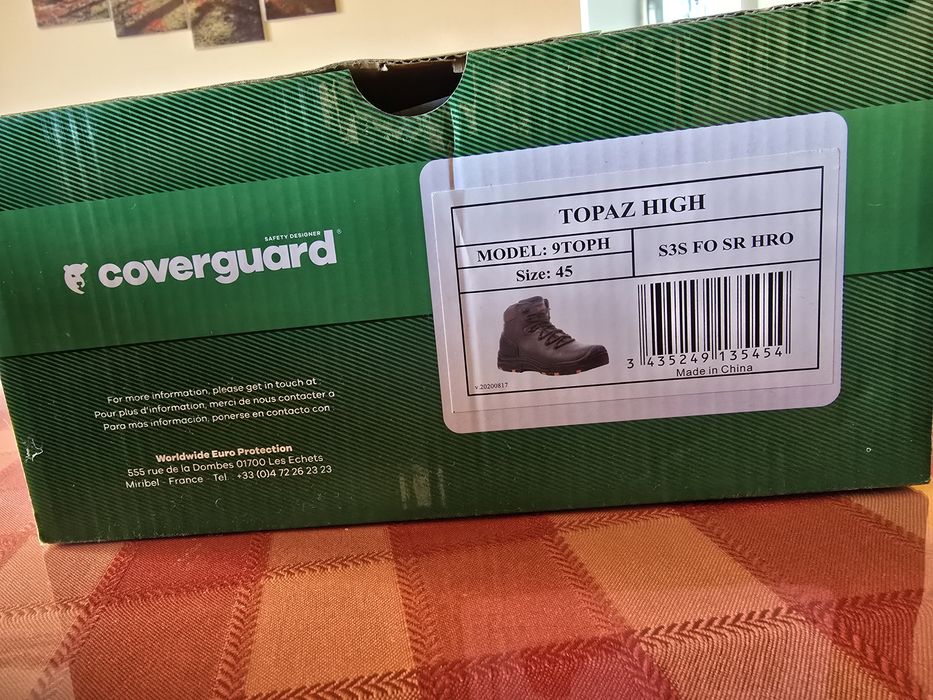 SAFETY DESIGNER
coverguard®
For more information, please get in touch at :
Pour plus d'information, merci de nous contacter à
Para más información, ponerse en contacto con :
Worldwide Euro Protection
555 rue de la Dombes 01700 Les Echets
Miribel - France - Tel. : +33 (0)4 72 26 23 23
TOPAZ HIGH
MODEL: 9TOPH
Size: 45
S3S FO SR HRO
v.20200817
3 435249 135454
Made in China